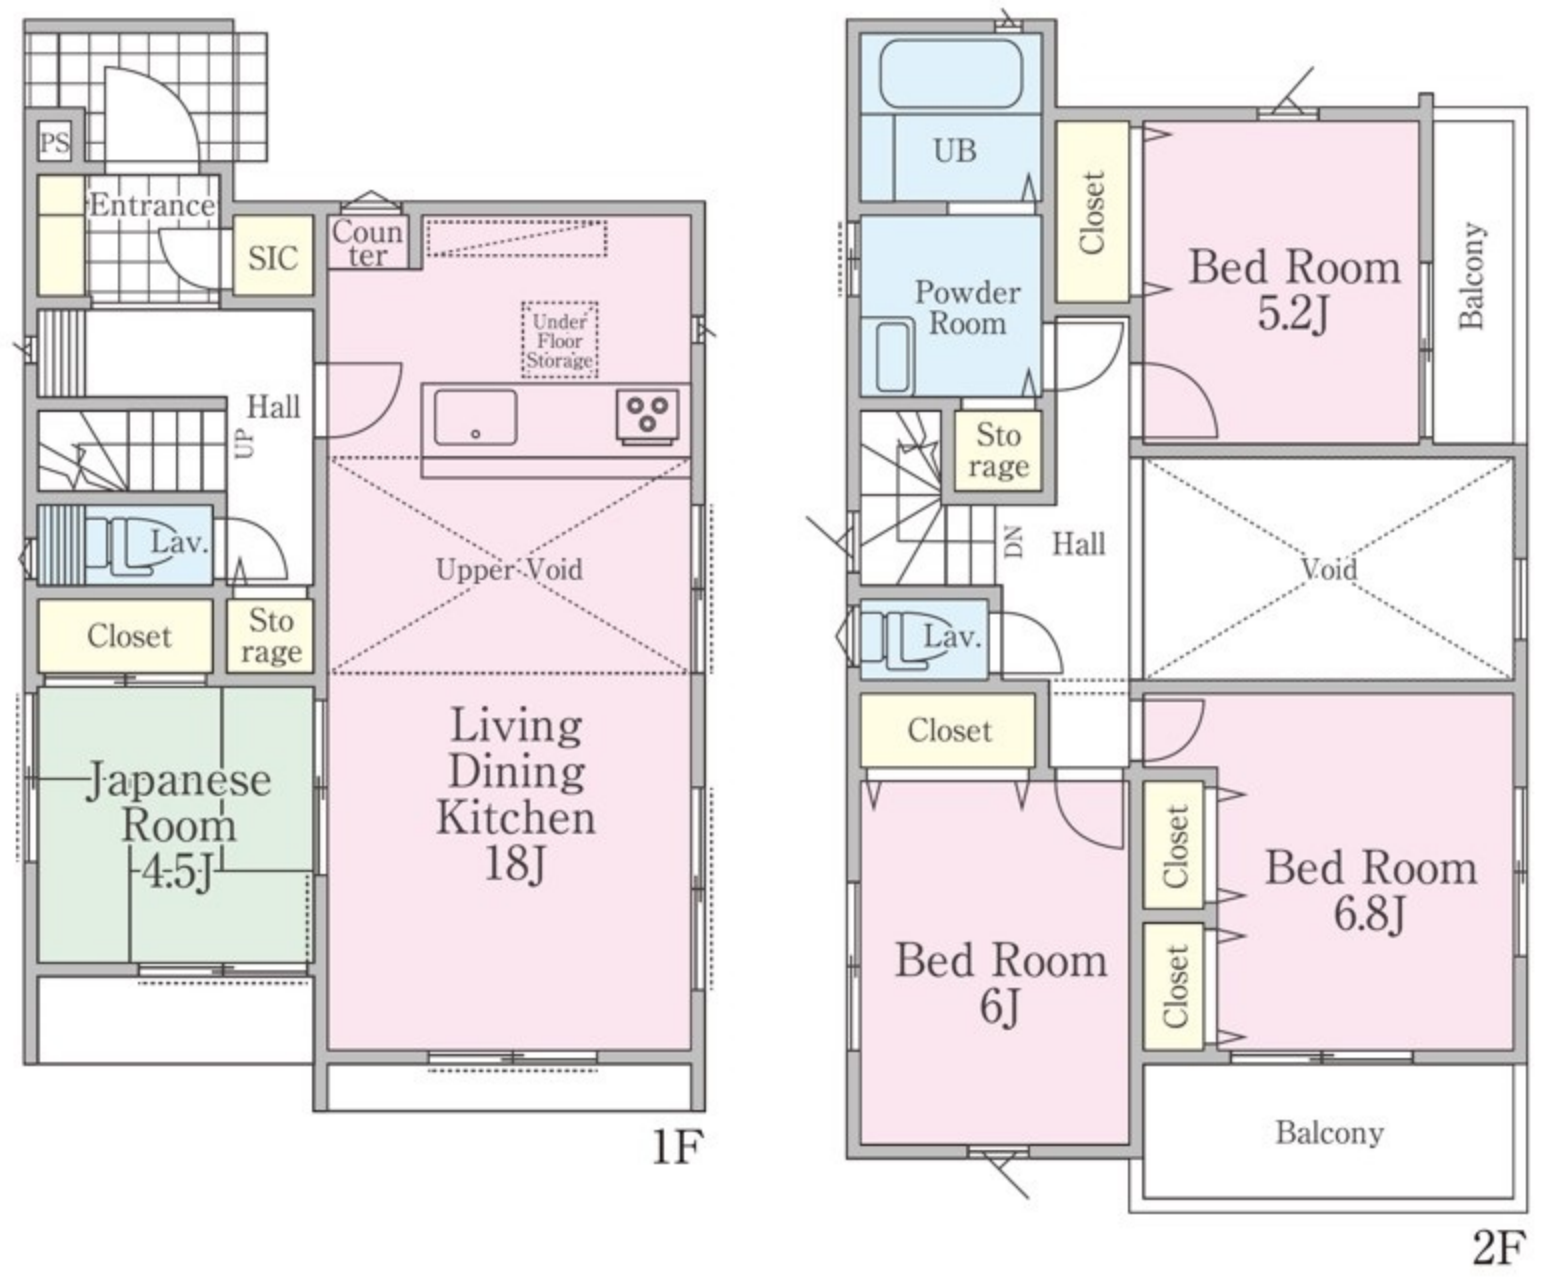 PS
Entrance
SIC
Coun
ter
Under
Floor
Storage
Hall
UP
Lav.
Upper Void
Closet
Sto
rage
Living
Dining
Kitchen
18J
Japanese
Room
4.5J
1F
UB
Closet
Bed Room
5.2J
Balcony
Powder
Room
Sto
rage
DN
Hall
Void
Lav.
Closet
Closet
Bed Room
6.8J
Closet
Bed Room
6J
Balcony
2F